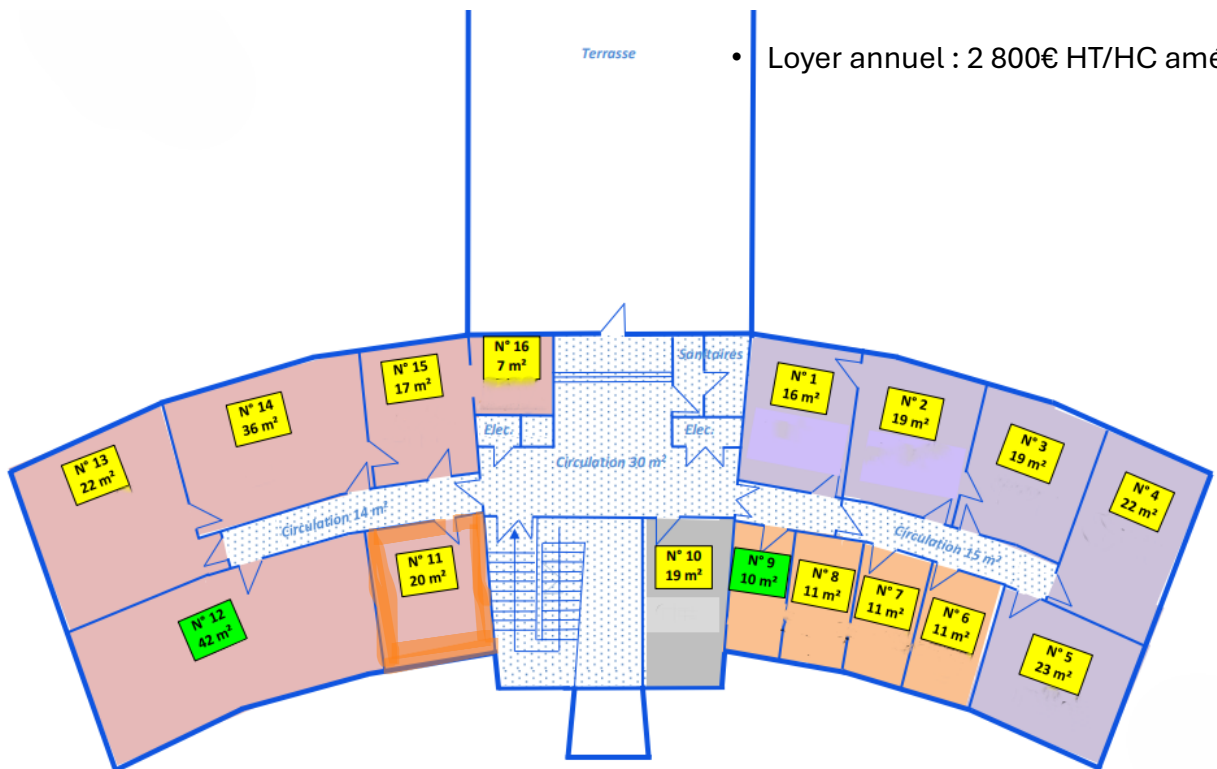 Terrasse
• Loyer annuel : 2 800€ HT/HC amé
N° 16
7 m²
N° 15
17 m²
Sanitaires
N° 1
16 m²
N° 14
36 m²
N° 2
19 m²
Elec.
Elec.
N° 13
22 m²
Circulation 30 m²
N° 3
19 m²
N° 4
22 m²
Circulation 14 m²
Circulation 15 m²
N° 11
20 m²
N° 10
19 m²
N° 9
10 m²
N° 8
11 m²
N° 7
11 m²
N° 6
11 m²
N° 12
42 m²
N° 5
23 m²